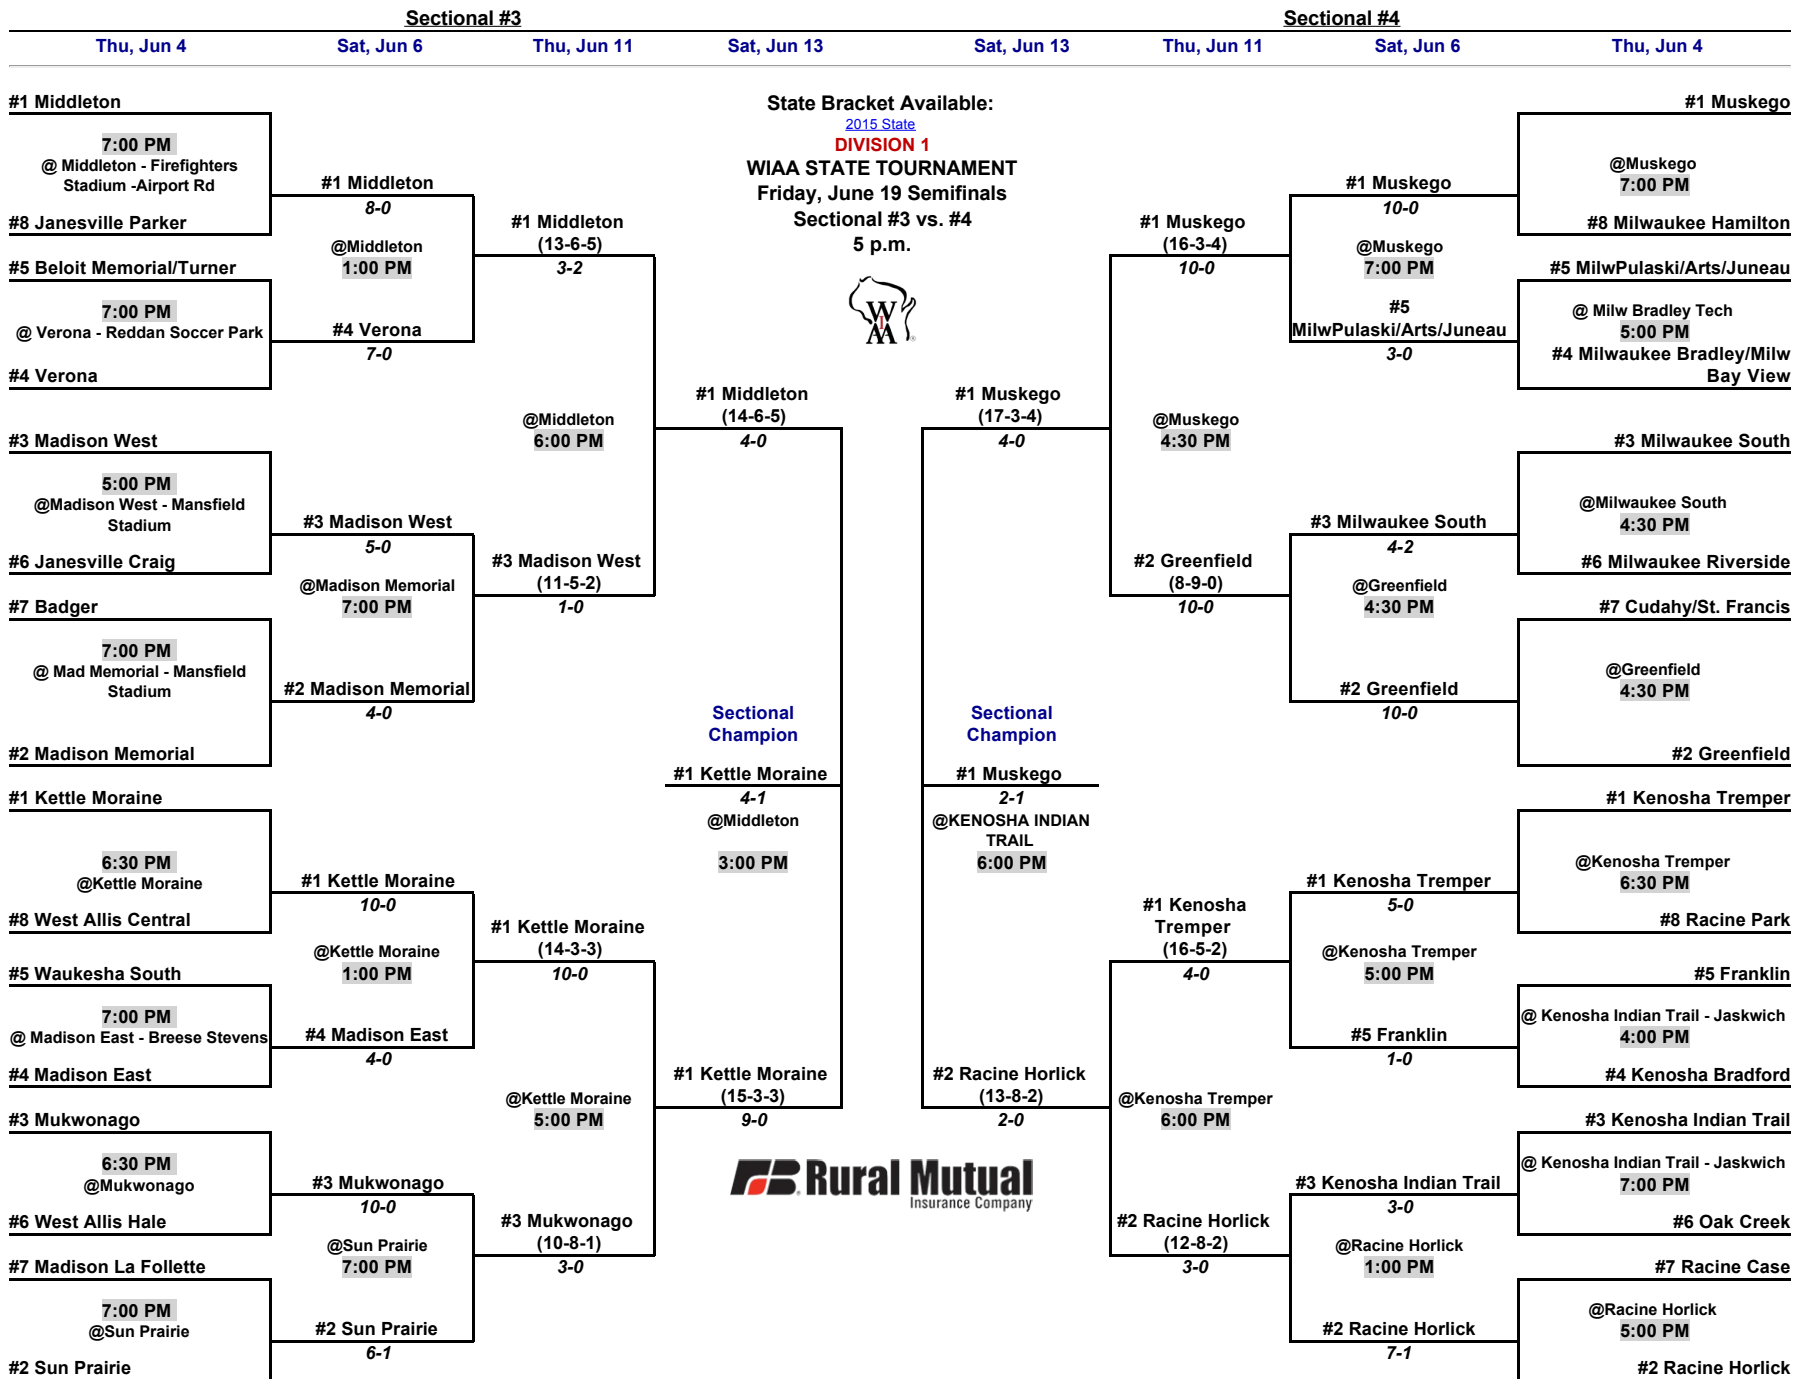 Sectional #3
Sectional #4
Thu, Jun 4
Sat, Jun 6
Thu, Jun 11
Sat, Jun 13
Sat, Jun 13
Thu, Jun 11
Sat, Jun 6
Thu, Jun 4
#1 Middleton
7:00 PM
@ Middleton - Firefighters
Stadium -Airport Rd
#8 Janesville Parker
#5 Beloit Memorial/Turner
7:00 PM
@ Verona - Reddan Soccer Park
#4 Verona
#3 Madison West
5:00 PM
@Madison West - Mansfield
Stadium
#6 Janesville Craig
#7 Badger
7:00 PM
@ Mad Memorial - Mansfield
Stadium
#2 Madison Memorial
#1 Kettle Moraine
6:30 PM
@Kettle Moraine
#8 West Allis Central
#5 Waukesha South
7:00 PM
@ Madison East - Breese Stevens
#4 Madison East
#3 Mukwonago
6:30 PM
@Mukwonago
#6 West Allis Hale
#7 Madison La Follette
7:00 PM
@Sun Prairie
#2 Sun Prairie
#1 Middleton
8-0
@Middleton
1:00 PM
#4 Verona
7-0
#3 Madison West
5-0
@Madison Memorial
7:00 PM
#2 Madison Memorial
4-0
#1 Kettle Moraine
10-0
@Kettle Moraine
1:00 PM
#4 Madison East
4-0
#3 Mukwonago
10-0
@Sun Prairie
7:00 PM
#2 Sun Prairie
6-1
#1 Middleton
(13-6-5)
3-2
@Middleton
6:00 PM
#3 Madison West
(11-5-2)
1-0
#1 Kettle Moraine
(14-3-3)
10-0
@Kettle Moraine
5:00 PM
#3 Mukwonago
(10-8-1)
3-0
State Bracket Available:
2015 State
DIVISION 1
WIAA STATE TOURNAMENT
Friday, June 19 Semifinals
Sectional #3 vs. #4
5 p.m.
WIAA
#1 Middleton
(14-6-5)
4-0
Sectional
Champion
#1 Kettle Moraine
4-1
@Middleton
3:00 PM
#1 Kettle Moraine
(15-3-3)
9-0
#1 Muskego
(17-3-4)
4-0
Sectional
Champion
#1 Muskego
2-1
@KENOSHA INDIAN
TRAIL
6:00 PM
#2 Racine Horlick
(13-8-2)
2-0
Rural Mutual
Insurance Company
#1 Muskego
(16-3-4)
10-0
@Muskego
4:30 PM
#2 Greenfield
(8-9-0)
10-0
#1 Kenosha
Tremper
(16-5-2)
4-0
@Kenosha Tremper
6:00 PM
#2 Racine Horlick
(12-8-2)
3-0
#1 Muskego
10-0
@Muskego
7:00 PM
#5
MilwPulaski/Arts/Juneau
3-0
#3 Milwaukee South
4-2
@Greenfield
4:30 PM
#2 Greenfield
10-0
#1 Kenosha Tremper
5-0
@Kenosha Tremper
5:00 PM
#5 Franklin
1-0
#3 Kenosha Indian Trail
3-0
@Racine Horlick
1:00 PM
#2 Racine Horlick
7-1
#1 Muskego
@Muskego
7:00 PM
#8 Milwaukee Hamilton
#5 MilwPulaski/Arts/Juneau
@ Milw Bradley Tech
5:00 PM
#4 Milwaukee Bradley/Milw
Bay View
#3 Milwaukee South
@Milwaukee South
4:30 PM
#6 Milwaukee Riverside
#7 Cudahy/St. Francis
@Greenfield
4:30 PM
#2 Greenfield
#1 Kenosha Tremper
@Kenosha Tremper
6:30 PM
#8 Racine Park
#5 Franklin
@ Kenosha Indian Trail - Jaskwich
4:00 PM
#4 Kenosha Bradford
#3 Kenosha Indian Trail
@ Kenosha Indian Trail - Jaskwich
7:00 PM
#6 Oak Creek
#7 Racine Case
@Racine Horlick
5:00 PM
#2 Racine Horlick